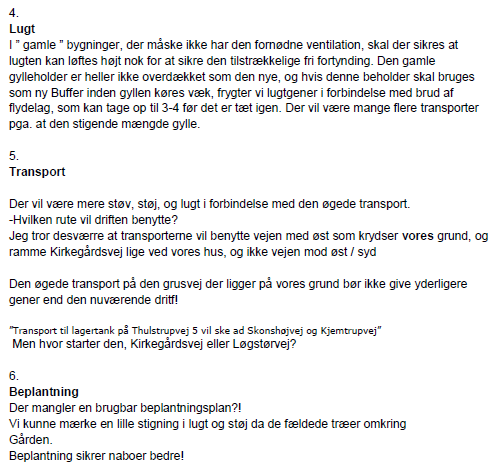 4.
Lugt
I ” gamle ” bygninger, der måske ikke har den fornødne ventilation, skal der sikres at
lugten kan løftes højt nok for at sikre den tilstrækkelige fri fortynding. Den gamle
gylleholder er heller ikke overdækket som den nye, og hvis denne beholder skal bruges
som ny Buffer inden gyllen køres væk, frygter vi lugtgener i forbindelse med brud af
flydelag, som kan tage op til 3-4 før det er tæt igen. Der vil være mange flere transporter
pga. at den stigende mængde gylle.
5.
Transport
Der vil være mere støv, støj, og lugt i forbindelse med den øgede transport.
-Hvilken rute vil driften benytte?
Jeg tror desværre at transporterne vil benytte vejen mod øst som krydser vores grund, og
ramme Kirkegårdsvej lige ved vores hus, og ikke vejen mod øst / syd
Den øgede transport på den grusvej der ligger på vores grund bør ikke give yderligere
gener end den nuværende dritf!
”Transport til lagertank på Thulstrupvej 5 vil ske ad Skonshøjvej og Kjemtrupvej”
Men hvor starter den, Kirkegårdsvej eller Løgstørvej?
6.
Beplantning
Der mangler en brugbar beplantningsplan?!
Vi kunne mærke en lille stigning i lugt og støj da de fældede træer omkring
Gården.
Beplantning sikrer naboer bedre!